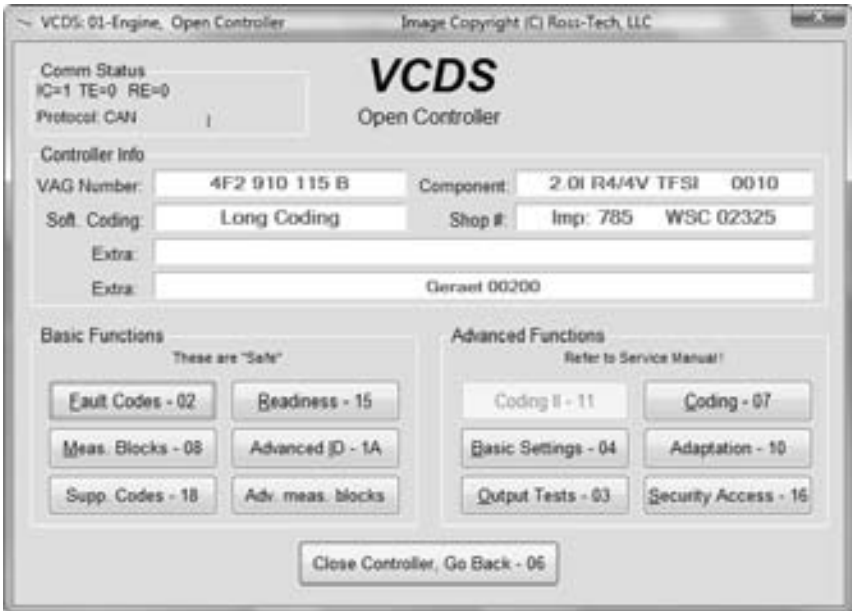 VCDS: 01-Engine, Open Controller Image Copyright (C) Ross-Tech, LLC
Comm Status
IC=1 TE=0 RE=0
Protocol: CAN
VCDS
Open Controller
Controller Info
VAG Number: 4F2 910 115 B Component: 2.0l R4/4V TFSI 0010
Soft. Coding: Long Coding Shop #: Imp: 785 WSC 02325
Extra:
Extra: Geraet 00200
Basic Functions
These are "Safe"
Fault Codes - 02 Readiness - 15
Meas. Blocks - 08 Advanced ID - 1A
Supp. Codes - 18 Adv. meas. blocks
Advanced Functions
Refer to Service Manual!
Coding II - 11 Coding - 07
Basic Settings - 04 Adaptation - 10
Output Tests - 03 Security Access - 16
Close Controller, Go Back - 06